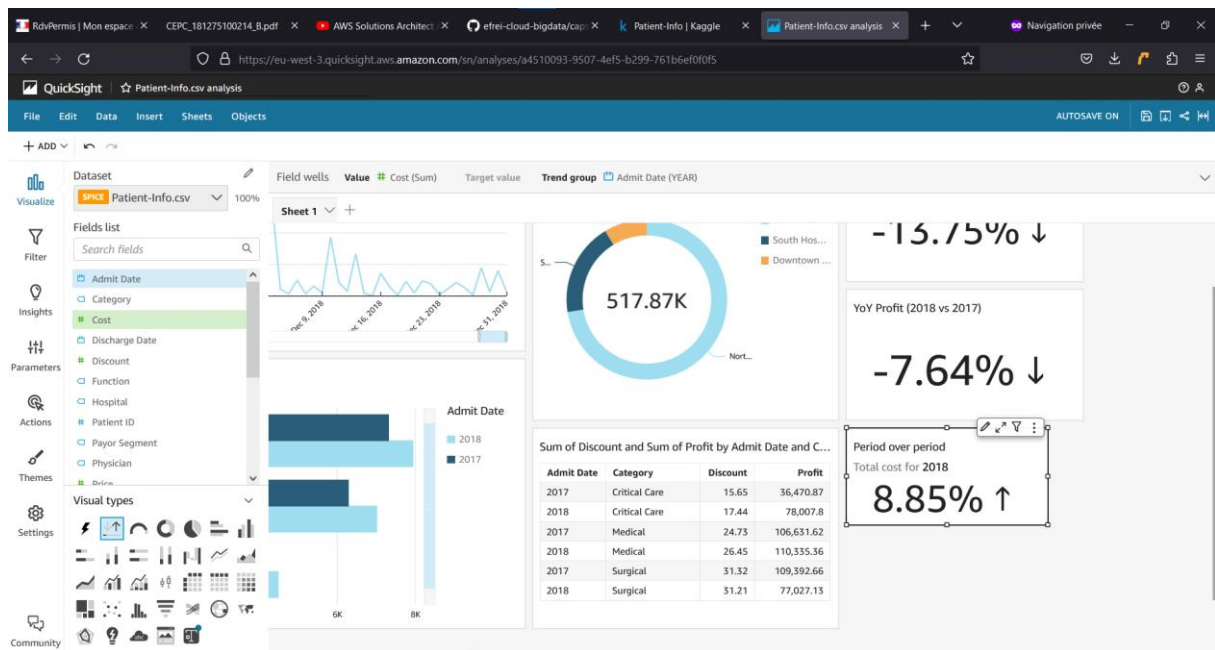 RdvPermis | Mon espace
CEPC_181275100214_B.pdf
AWS Solutions Architect
efrei-cloud-bigdata/cap
Patient-Info | Kaggle
Patient-Info.csv analysis
Navigation privée
https://eu-west-3.quicksight.aws.amazon.com/sn/analyses/a4510093-9507-4ef5-b299-761b6ef0f0f5
QuickSight
Patient-Info.csv analysis
File Edit Data Insert Sheets Objects
AUTOSAVE ON
+ ADD
Visualize
Filter
Insights
Parameters
Actions
Themes
Settings
Community
Dataset
SPICE Patient-Info.csv 100%
Fields list
Search fields
Admit Date
Category
# Cost
Discharge Date
# Discount
Function
Hospital
# Patient ID
Payor Segment
Physician
# Price
Visual types
Field wells Value # Cost (Sum) Target value Trend group Admit Date (YEAR)
Sheet 1 +
Dec 9, 2018
Dec 16, 2018
Dec 23, 2018
Dec 31, 2018
S...
517.87K
Nort...
South Hos...
Downtown ...
-13.75% ↓
YoY Profit (2018 vs 2017)
-7.64% ↓
Admit Date
2018
2017
6K 8K
Sum of Discount and Sum of Profit by Admit Date and C...
Admit Date Category Discount Profit
2017 Critical Care 15.65 36,470.87
2018 Critical Care 17.44 78,007.8
2017 Medical 24.73 106,631.62
2018 Medical 26.45 110,335.36
2017 Surgical 31.32 109,392.66
2018 Surgical 31.21 77,027.13
Period over period
Total cost for 2018
8.85% ↑